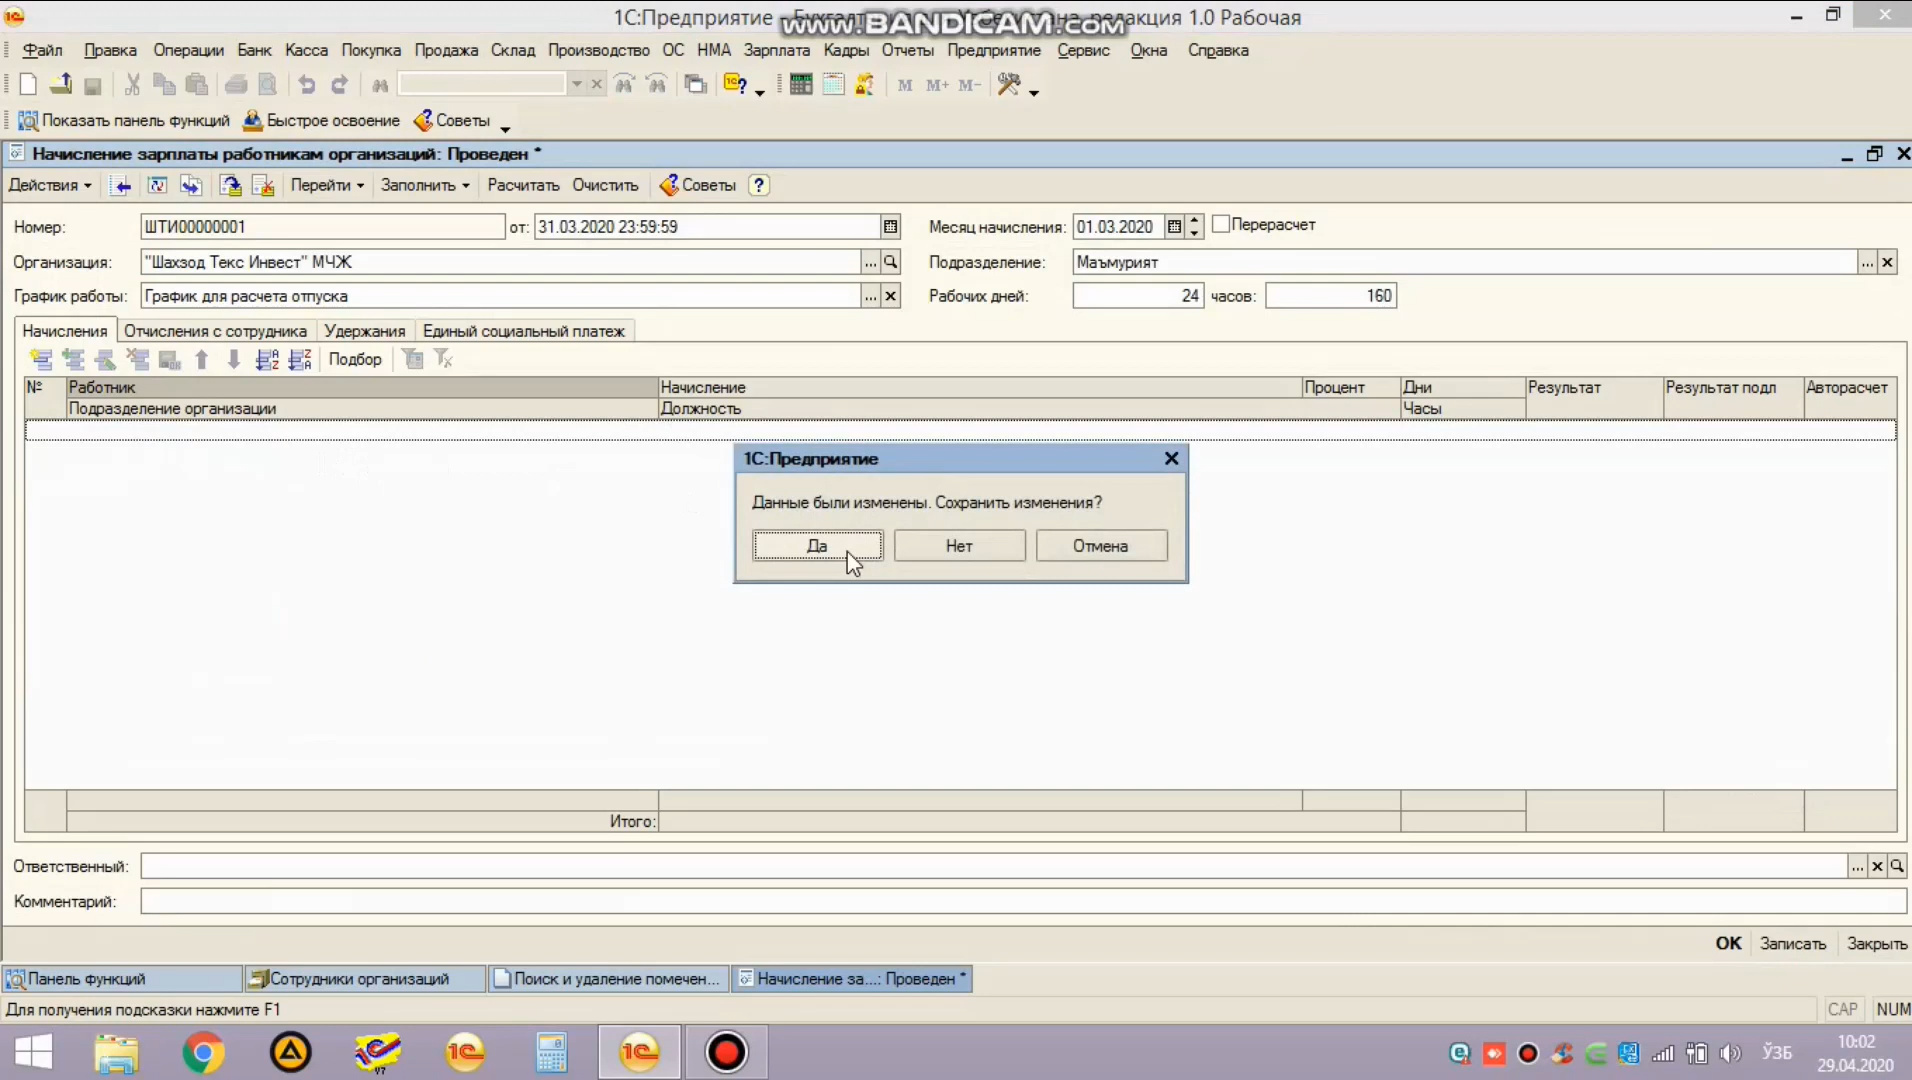 1С:Предприятие - Бухгал редакция 1.0 Рабочая
www.BANDICAM.com
Файл Правка Операции Банк Касса Покупка Продажа Склад Производство ОС НМА Зарплата Кадры Отчеты Предприятие Сервис Окна Справка
M M+ M-
Показать панель функций Быстрое освоение Советы
Начисление зарплаты работникам организаций: Проведен *
Действия Перейти Заполнить Расчитать Очистить Советы ?
Номер: ШТИ00000001 от: 31.03.2020 23:59:59 Месяц начисления: 01.03.2020 Перерасчет
Организация: "Шахзод Текс Инвест" МЧЖ ... Подразделение: Маъмурият ...
График работы: График для расчета отпуска ... Рабочих дней: 24 часов: 160
Начисления Отчисления с сотрудника Удержания Единый социальный платеж
Подбор
№ Работник Начисление Процент Дни Результат Результат подл Авторасчет
Подразделение организации Должность Часы
1С:Предприятие
Данные были изменены. Сохранить изменения?
Да Нет Отмена
Итого:
Ответственный: ...
Комментарий:
OK Записать Закрыть
Панель функций Сотрудники организаций Поиск и удаление помечен... Начисление за...: Проведен *
Для получения подсказки нажмите F1 CAP NUM
ЎЗБ 10:02
29.04.2020